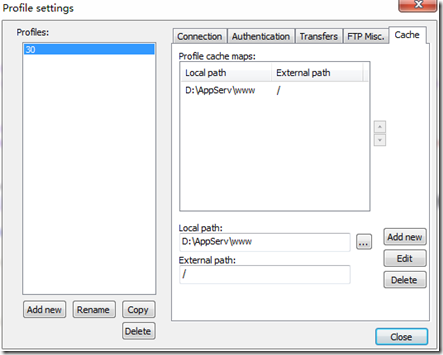 Profile settings
Profiles:
30
Add new Rename Copy
Delete
Connection Authentication Transfers FTP Misc. Cache
Profile cache maps:
Local path External path
D:\AppServ\www /
Local path:
D:\AppServ\www ... Add new
External path: Edit
/ Delete
Close